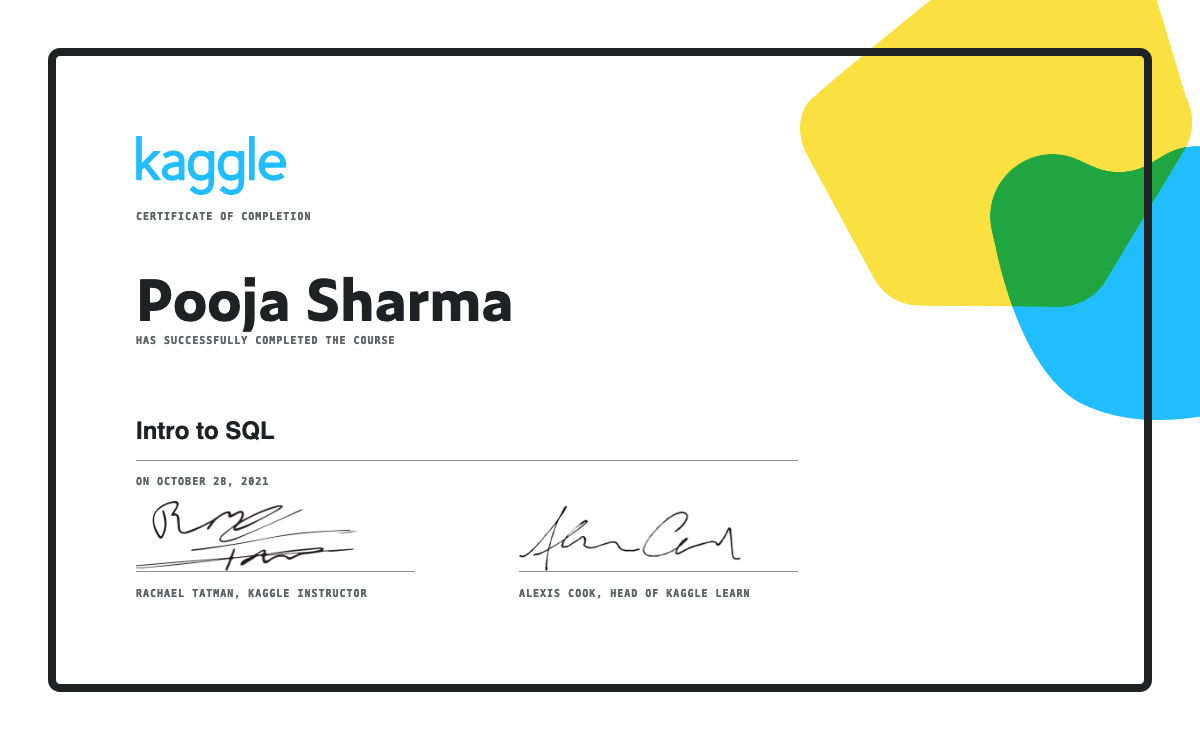 kaggle
CERTIFICATE OF COMPLETION
Pooja Sharma
HAS SUCCESSFULLY COMPLETED THE COURSE
Intro to SQL
ON OCTOBER 28, 2021
RACHAEL TATMAN, KAGGLE INSTRUCTOR
ALEXIS COOK, HEAD OF KAGGLE LEARN